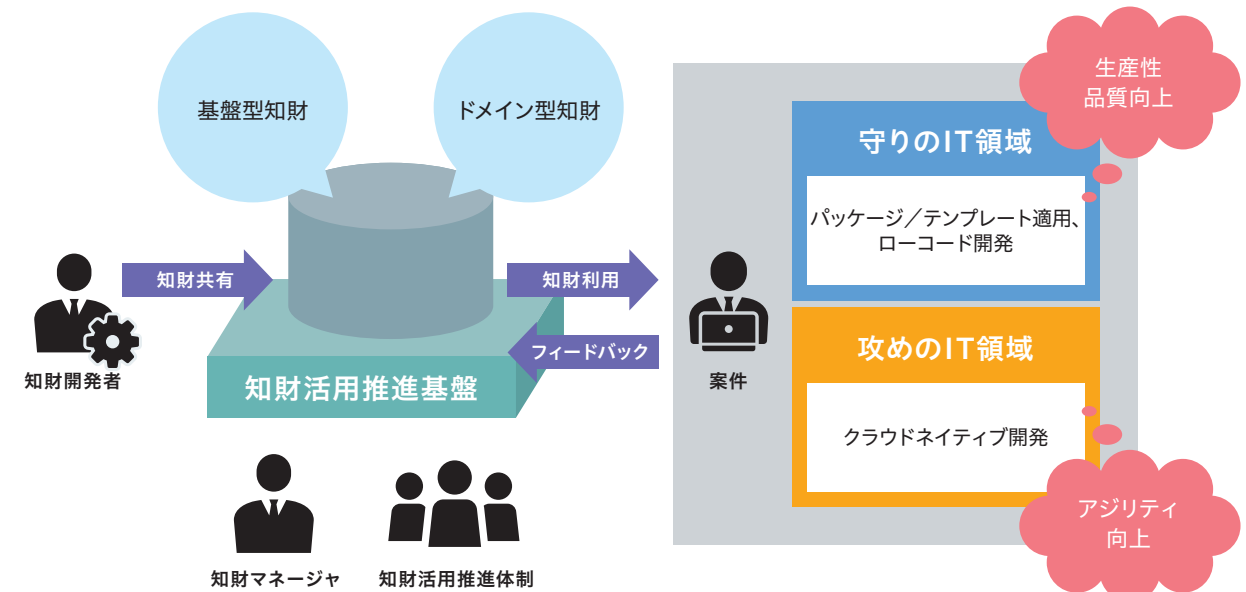 基盤型知財
ドメイン型知財
知財共有
知財開発者
知財活用推進基盤
知財利用
フィードバック
知財マネージャ
知財活用推進体制
案件
守りのIT領域
パッケージ／テンプレート適用、
ローコード開発
生産性
品質向上
攻めのIT領域
クラウドネイティブ開発
アジリティ
向上